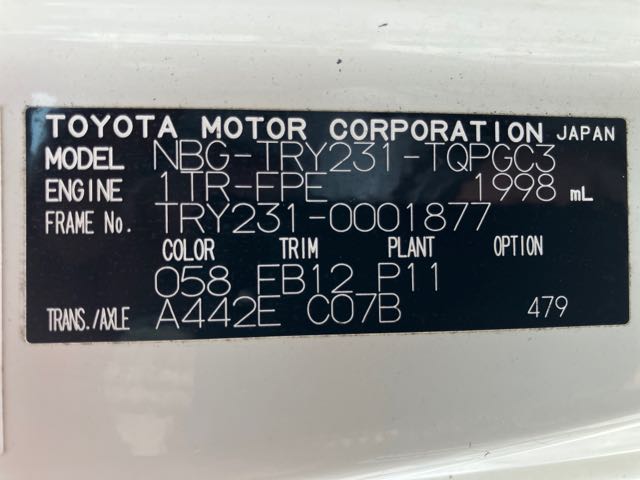 TOYOTA MOTOR CORPORATION JAPAN
MODEL NBG-TRY231-TQPGC3
ENGINE 1TR-FPE 1998 mL
FRAME No. TRY231-0001877
COLOR TRIM PLANT OPTION
058 FB12 P11
TRANS./AXLE A442E C07B 479